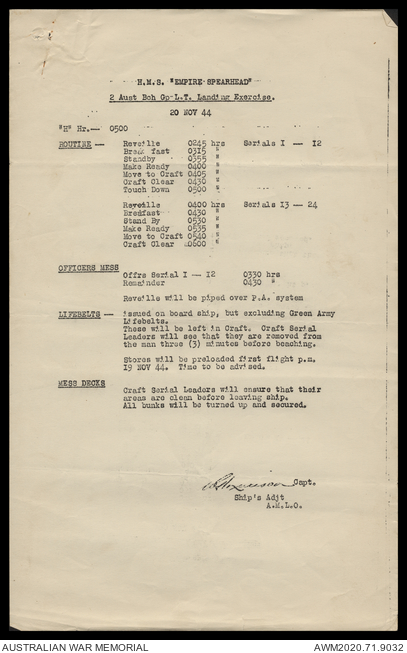 H.M.S. "EMPIRE SPEARHEAD"
2 Aust Bch Gp-L.T. Landing Exercise.
20 NOV 44
"H" Hr.— 0500
ROUTINE — Reveille 0245 hrs Serials I — I2
Breakfast 0315 "
Standby 0355 "
Make Ready 0400 "
Move to Craft 0405 "
Craft Clear 0430 "
Touch Down 0500 "
Reveille 0400 hrs Serials I3 — 24
Breakfast 0430 "
Stand By 0530 "
Make Ready 0535 "
Move to Craft 0540 "
Craft Clear 0600 "
OFFICERS MESS
Offrs Serial I — I2 0330 hrs
Remainder 0430 "
Reveille will be piped over P.A. system
LIFEBELTS — issued on board ship, but excluding Green Army
Lifebelts.
These will be left in Craft. Craft Serial
Leaders will see that they are removed from
the man three (3) minutes before beaching.
Stores will be preloaded first flight p.m.
19 NOV 44. Time to be advised.
MESS DECKS
Craft Serial Leaders will ensure that their
areas are clean before leaving ship.
All bunks will be turned up and secured.
Capt.
Ship's Adjt
A.M.L.O.
AUSTRALIAN WAR MEMORIAL AWM2020.71.9032